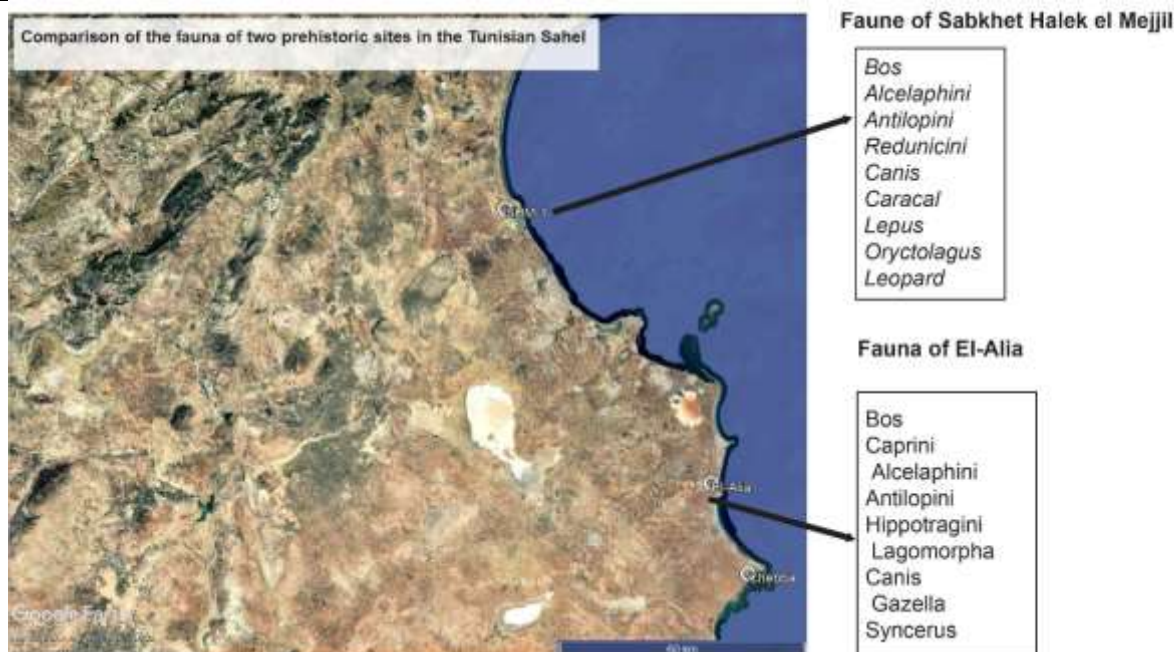 Comparison of the fauna of two prehistoric sites in the Tunisian Sahel
Faune of Sabkhet Halek el Mejjil
Bos
Alcelaphini
Antilopini
Redunicini
Canis
Caracal
Lepus
Oryctolagus
Leopard
El-Alia
Fauna of El-Alia
Bos
Caprini
Alcelaphini
Antilopini
Hippotragini
Lagomorpha
Canis
Gazella
Syncerus
Google Earth
60 km